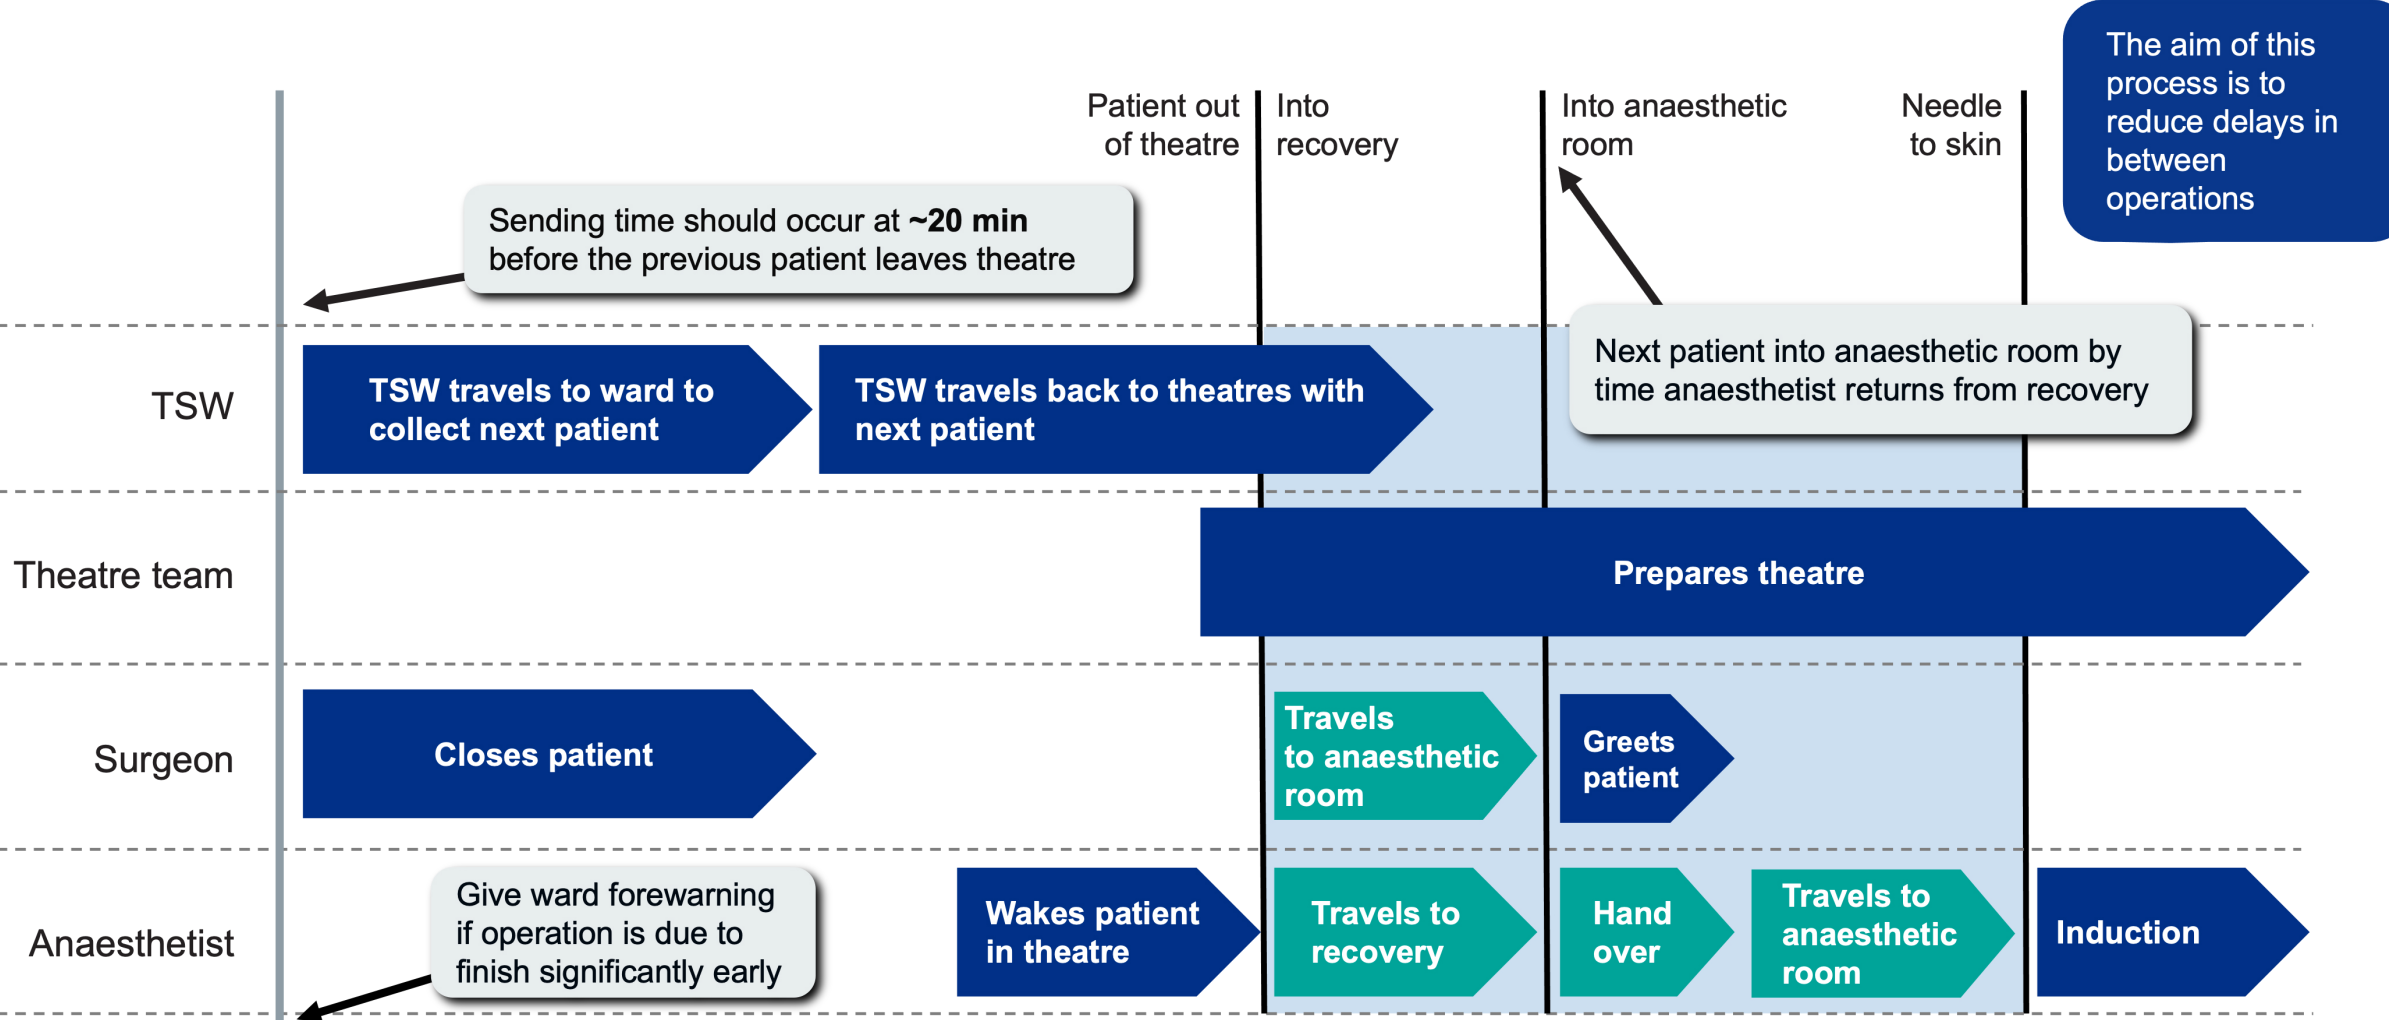 The aim of this
process is to
reduce delays in
between
operations
Patient out
of theatre
Into
recovery
Into anaesthetic
room
Needle
to skin
Sending time should occur at ~20 min
before the previous patient leaves theatre
Next patient into anaesthetic room by
time anaesthetist returns from recovery
TSW
TSW travels to ward to
collect next patient
TSW travels back to theatres with
next patient
Theatre team
Prepares theatre
Surgeon
Closes patient
Travels
to anaesthetic
room
Greets
patient
Anaesthetist
Give ward forewarning
if operation is due to
finish significantly early
Wakes patient
in theatre
Travels to
recovery
Hand
over
Travels to
anaesthetic
room
Induction